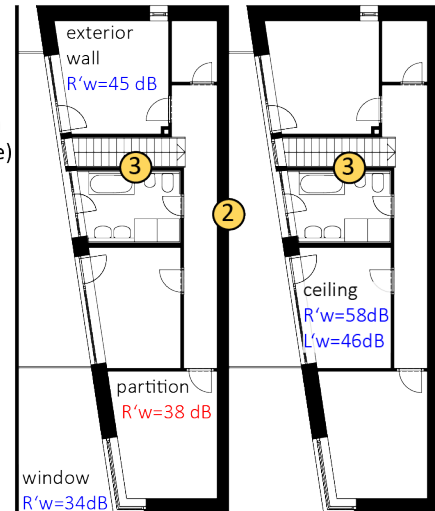 exterior
wall
R‘w=45 dB
e)
3
3
2
ceiling
R‘w=58dB
L‘w=46dB
partition
R‘w=38 dB
window
R‘w=34dB